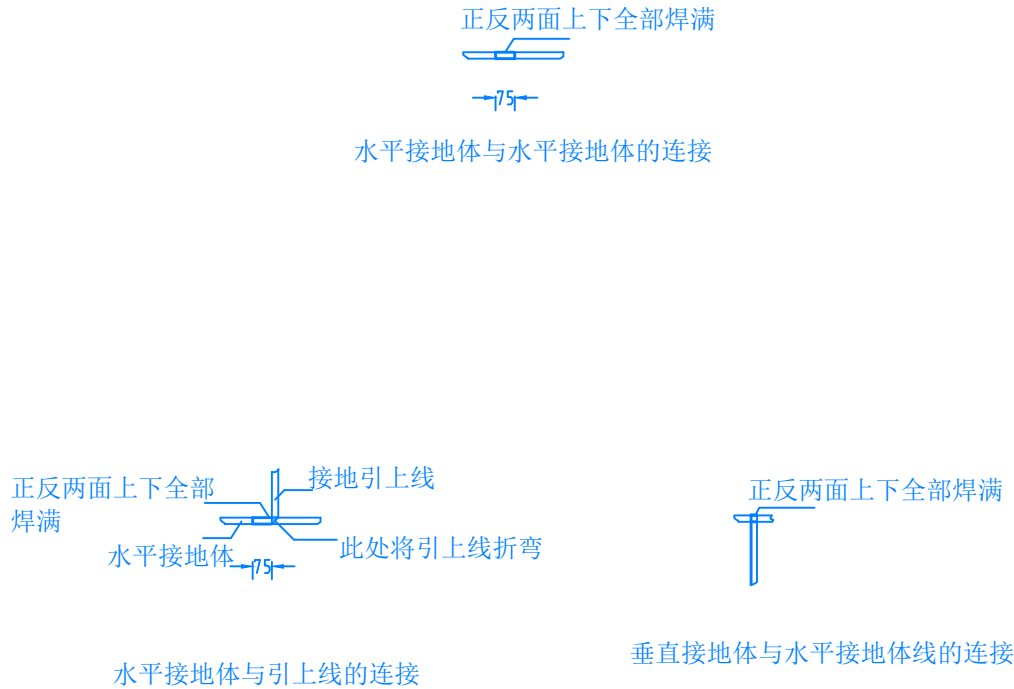 正反两面上下全部焊满
75
水平接地体与水平接地体的连接
接地引上线
正反两面上下全部
焊满
水平接地体
此处将引上线折弯
75
水平接地体与引上线的连接
正反两面上下全部焊满
垂直接地体与水平接地体线的连接